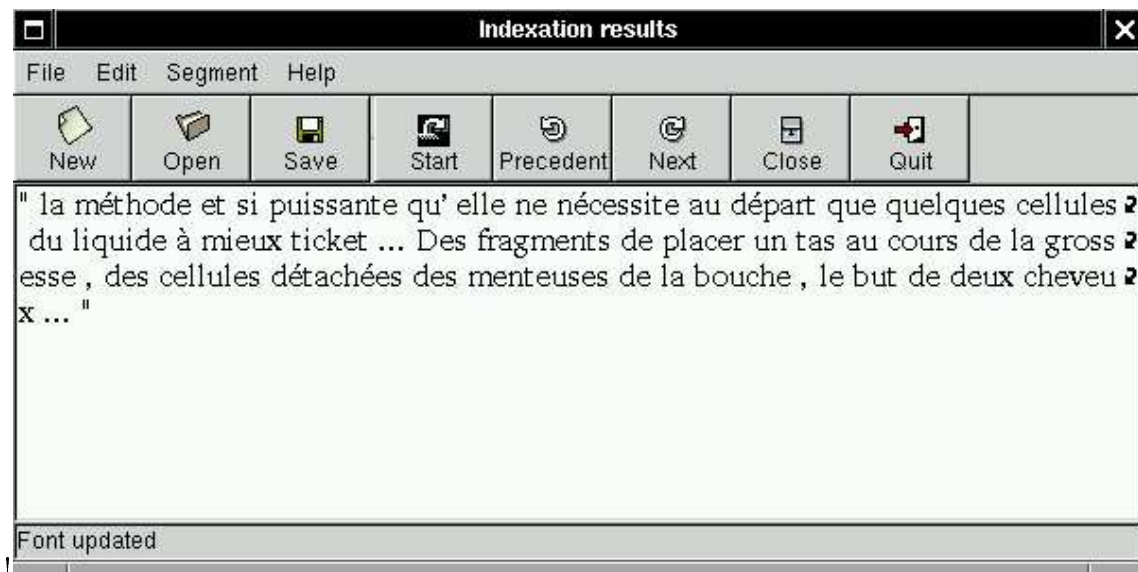 Indexation results
File Edit Segment Help
New Open Save Start Precedent Next Close Quit
" la méthode et si puissante qu' elle ne nécessite au départ que quelques cellules
du liquide à mieux ticket ... Des fragments de placer un tas au cours de la gross
esse , des cellules détachées des menteuses de la bouche , le but de deux cheveu
x ... "
Font updated